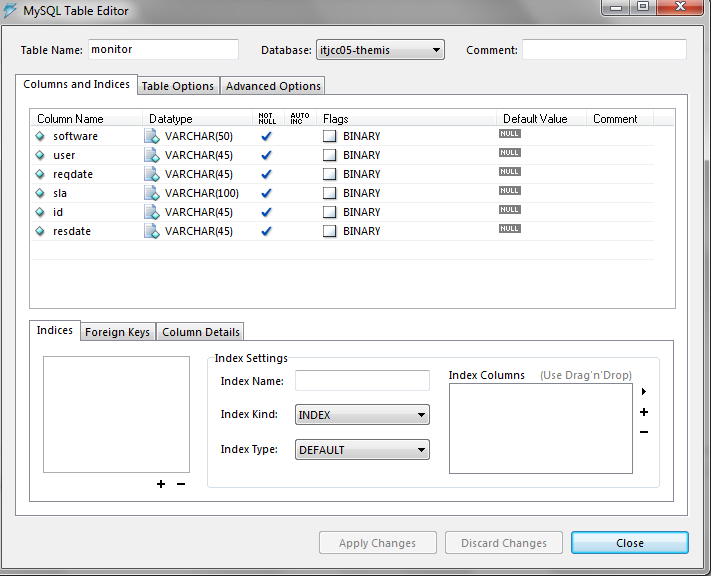 MySQL Table Editor
Table Name: monitor Database: itjcc05-themis Comment:
Columns and Indices Table Options Advanced Options
Column Name Datatype NOT NULL AUTO INC Flags Default Value Comment
software VARCHAR(50) BINARY NULL
user VARCHAR(45) BINARY NULL
reqdate VARCHAR(45) BINARY NULL
sla VARCHAR(100) BINARY NULL
id VARCHAR(45) BINARY NULL
resdate VARCHAR(45) BINARY NULL
Indices Foreign Keys Column Details
Index Settings
Index Name: Index Columns (Use Drag'n'Drop)
Index Kind: INDEX
Index Type: DEFAULT
Apply Changes Discard Changes Close